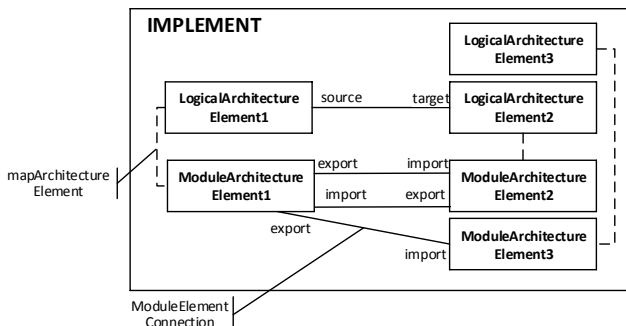 IMPLEMENT
LogicalArchitecture
Element3
LogicalArchitecture
Element1
source
target
LogicalArchitecture
Element2
mapArchitecture
Element
ModuleArchitecture
Element1
export
import
import
export
ModuleArchitecture
Element2
export
import
ModuleArchitecture
Element3
ModuleElement
Connection